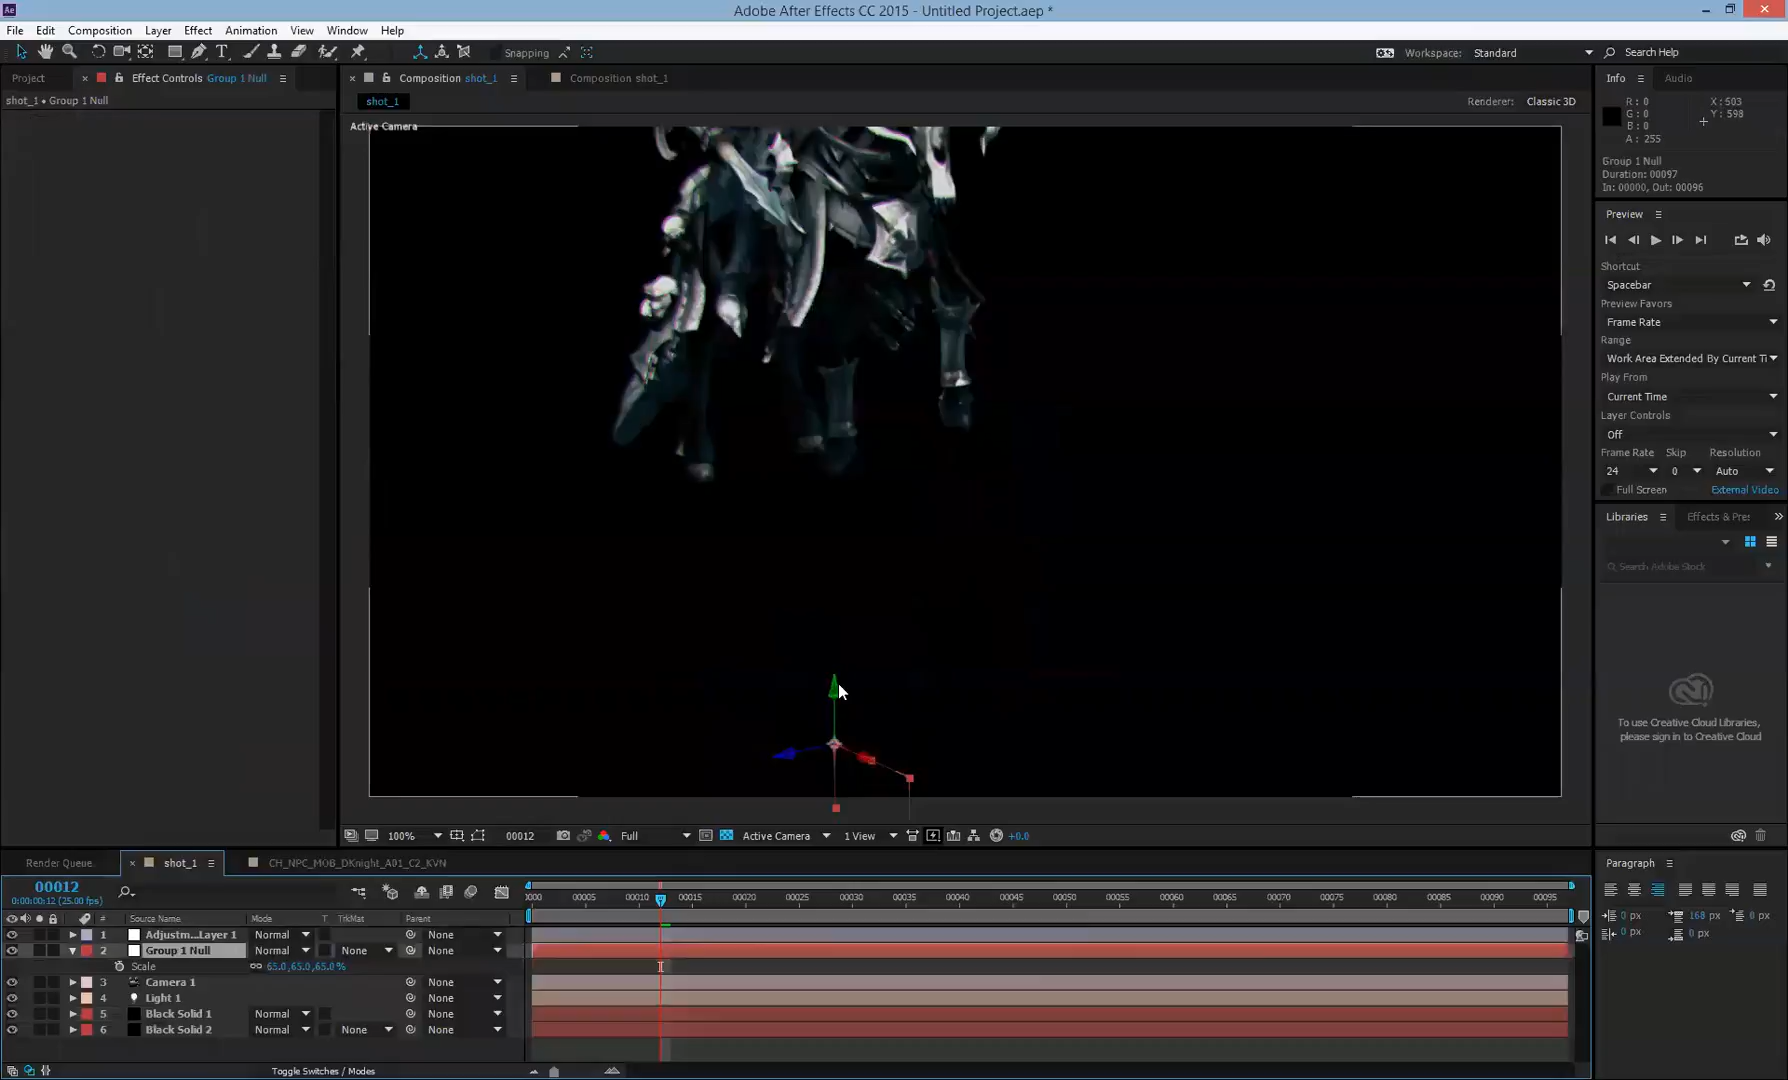 Adobe After Effects CC 2015 - Untitled Project.aep *
File Edit Composition Layer Effect Animation View Window Help
Snapping
Workspace: Standard
Search Help
Project
Effect Controls Group 1 Null
Composition shot_1
Composition shot_1
Info
Audio
shot_1 • Group 1 Null
shot_1
Renderer: Classic 3D
Active Camera
R : 0
G : 0
B : 0
A : 255
X : 503
Y : 598
Group 1 Null
Duration: 00097
In: 00000, Out: 00096
Preview
Shortcut
Spacebar
Preview Favors
Frame Rate
Range
Work Area Extended By Current Ti
Play From
Current Time
Layer Controls
Off
Frame Rate Skip Resolution
24 0 Auto
Full Screen External Video
Libraries
Effects & Pres
Search Adobe Stock
To use Creative Cloud Libraries,
please sign in to Creative Cloud
100% 00012 Full Active Camera 1 View +0.0
Render Queue
shot_1
CH_NPC_MOB_DKnight_A01_C2_KVN
Paragraph
00012
0:00:00:12 (25.00 fps)
0000 00005 00010 00015 00020 00025 00030 00035 00040 00045 00050 00055 00060 00065 00070 00075 00080 00085 00090 00095
# Source Name Mode T TrkMat Parent
1 Adjustm...Layer 1 Normal None
2 Group 1 Null Normal None None
Scale 65.0,65.0,65.0%
3 Camera 1 None
4 Light 1 None
5 Black Solid 1 Normal None
6 Black Solid 2 Normal None None
0 px 168 px 0 px
0 px 0 px
Toggle Switches / Modes